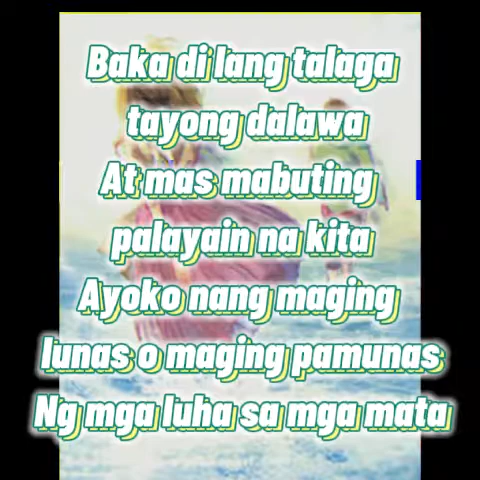 Baka di lang talaga
tayong dalawa
At mas mabuting
palayain na kita
Ayoko nang maging
lunas o maging pamunas
Ng mga luha sa mga mata